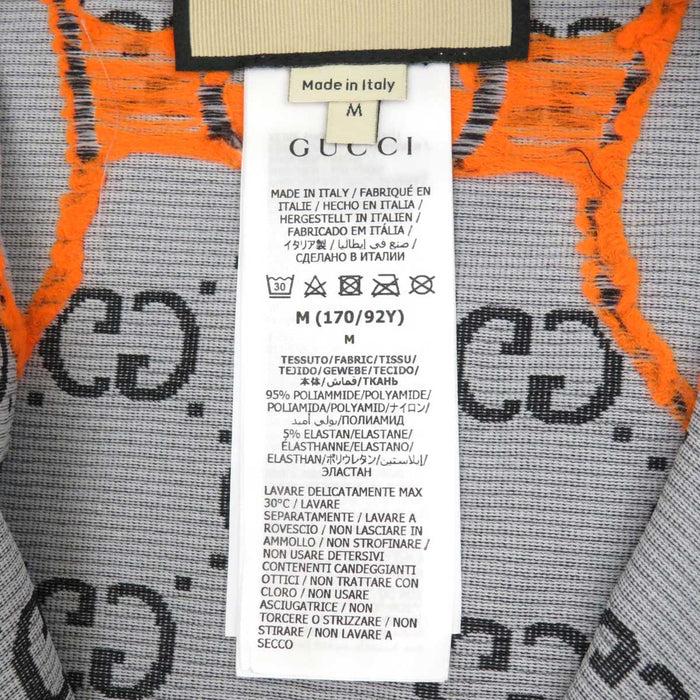 Made in Italy
M
GUCCI
MADE IN ITALY / FABRIQUÉ EN
ITALIE / HECHO EN ITALIA /
HERGESTELLT IN ITALIEN /
FABRICADO EM ITÁLIA /
イタリア製 / صنع في إيطاليا /
СДЕЛАНО В ИТАЛИИ
30
M (170/92Y)
M
TESSUTO/FABRIC/TISSU/
TEJIDO/GEWEBE/TECIDO/
本体/قماش/ТКАНЬ
95% POLIAMMIDE/POLYAMIDE/
POLIAMIDA/POLYAMID/ナイロン/
بولي أميد/ПОЛИАМИД
5% ELASTAN/ELASTANE/
ÉLASTHANNE/ELASTANO/
ELASTHAN/ポリウレタン/إيلاستين/
ЭЛАСТАН
LAVARE DELICATAMENTE MAX
30°C / LAVARE
SEPARATAMENTE / LAVARE A
ROVESCIO / NON LASCIARE IN
AMMOLLO / NON STROFINARE /
NON USARE DETERSIVI
CONTENENTI CANDEGGIANTI
OTTICI / NON TRATTARE A
CALDO / NON USARE
ASCIUGATRICE / NON
TORCERE O STRIZZARE / NON
STIRARE / NON LAVARE A
SECCO